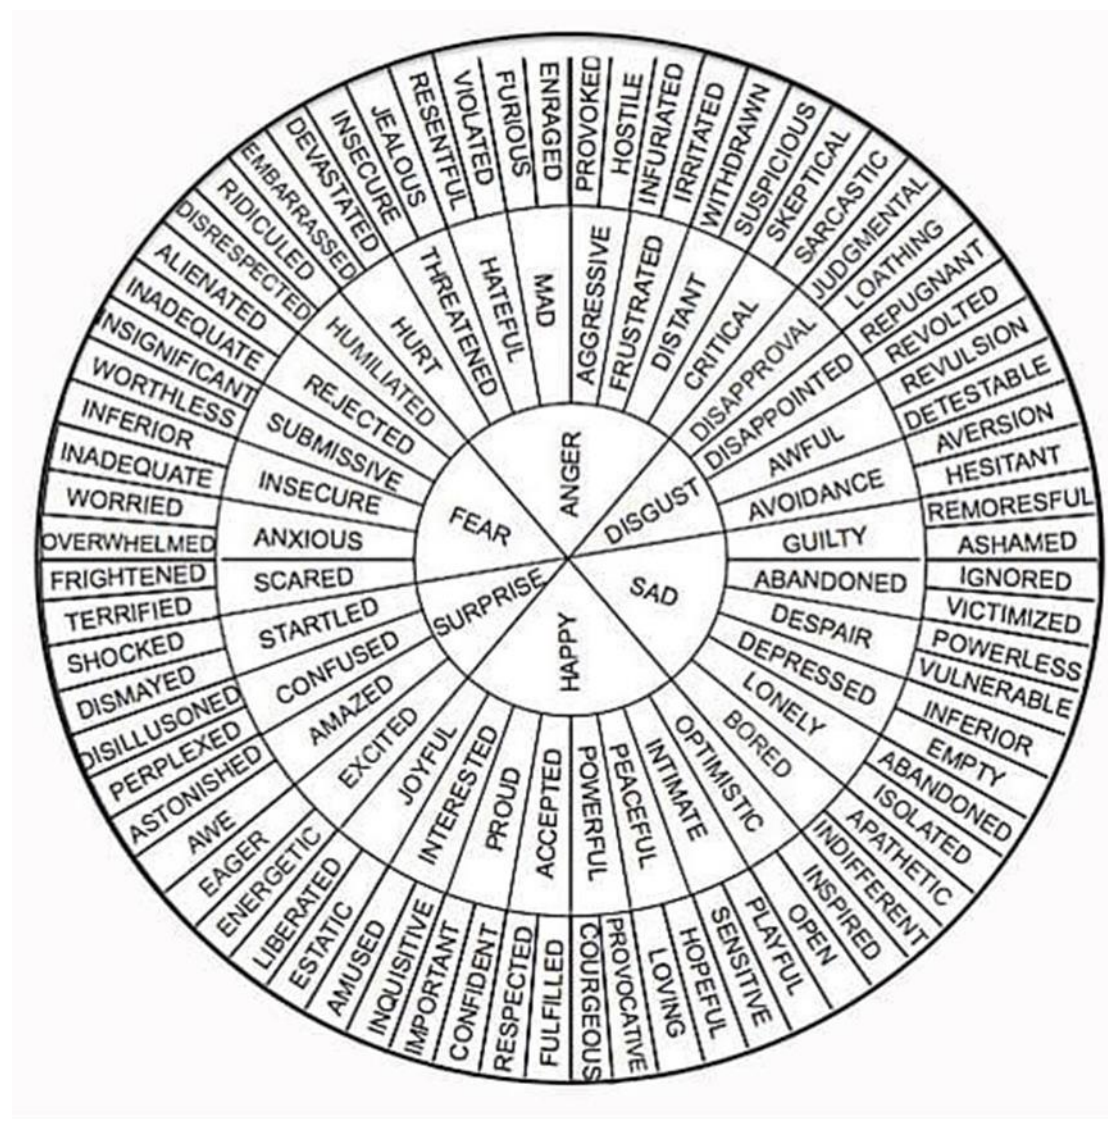 ANGER
DISGUST
SAD
HAPPY
SURPRISE
FEAR
AGGRESSIVE
FRUSTRATED
DISTANT
CRITICAL
DISAPPROVAL
DISAPPOINTED
AWFUL
AVOIDANCE
GUILTY
ABANDONED
DESPAIR
DEPRESSED
LONELY
BORED
OPTIMISTIC
INTIMATE
PEACEFUL
POWERFUL
ACCEPTED
PROUD
INTERESTED
JOYFUL
EXCITED
AMAZED
CONFUSED
STARTLED
SCARED
ANXIOUS
INSECURE
SUBMISSIVE
REJECTED
HUMILIATED
HURT
THREATENED
HATEFUL
MAD
PROVOKED
HOSTILE
INFURIATED
IRRITATED
WITHDRAWN
SUSPICIOUS
SKEPTICAL
SARCASTIC
JUDGMENTAL
LOATHING
REPUGNANT
REVOLTED
REVULSION
DETESTABLE
AVERSION
HESITANT
REMORESFUL
ASHAMED
IGNORED
VICTIMIZED
POWERLESS
VULNERABLE
INFERIOR
EMPTY
ABANDONED
ISOLATED
APATHETIC
INDIFFERENT
INSPIRED
OPEN
PLAYFUL
SENSITIVE
HOPEFUL
LOVING
PROVOCATIVE
COURGEOUS
FULFILLED
RESPECTED
CONFIDENT
IMPORTANT
INQUISITIVE
AMUSED
ESTATIC
LIBERATED
ENERGETIC
EAGER
AWE
ASTONISHED
PERPLEXED
DISILLUSONED
DISMAYED
SHOCKED
TERRIFIED
FRIGHTENED
OVERWHELMED
WORRIED
INADEQUATE
INFERIOR
WORTHLESS
INSIGNIFICANT
INADEQUATE
ALIENATED
DISRESPECTED
RIDICULED
EMBARRASSED
DEVASTATED
INSECURE
JEALOUS
RESENTFUL
VIOLATED
FURIOUS
ENRAGED